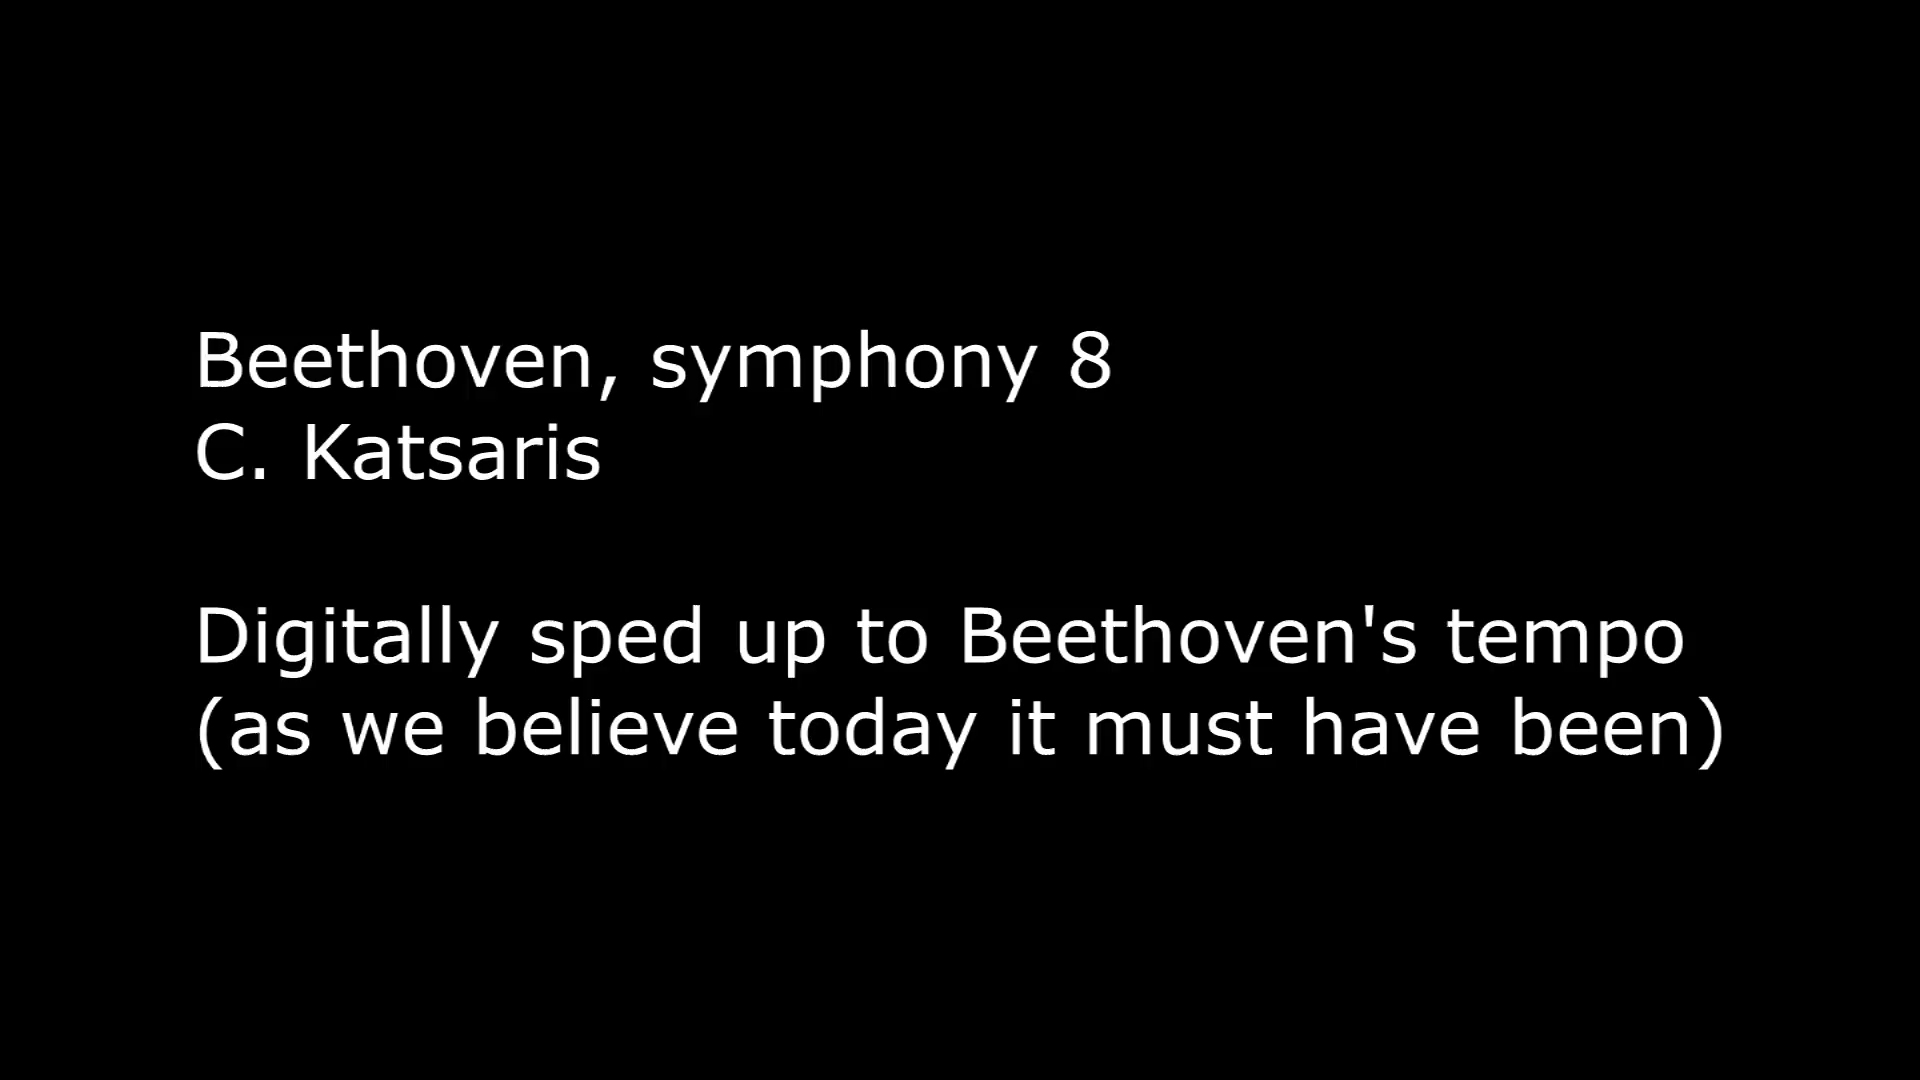 Beethoven, symphony 8
C. Katsaris
Digitally sped up to Beethoven's tempo
(as we believe today it must have been)